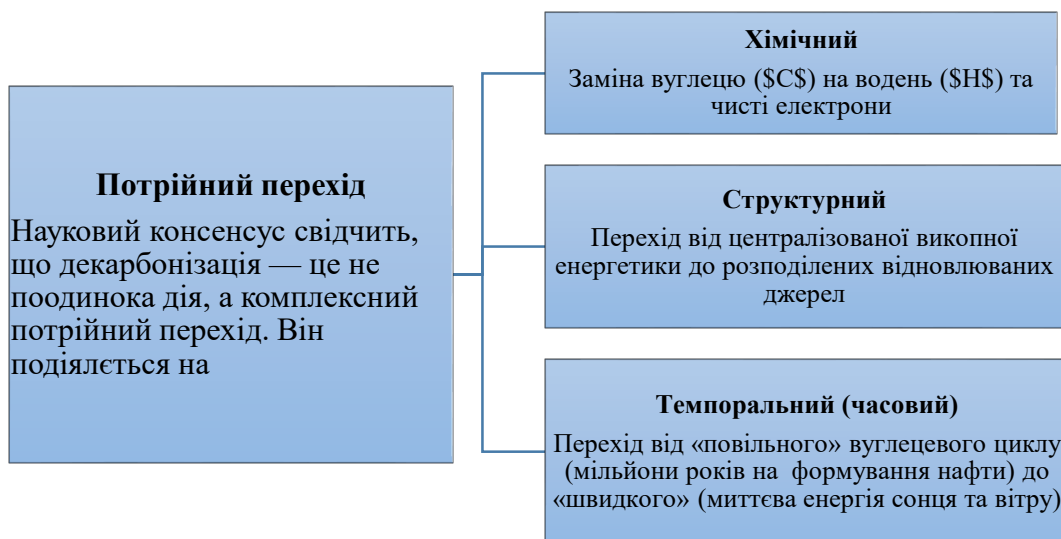 Потрійний перехід
Науковий консенсус свідчить,
що декарбонізація — це не
поодинока дія, а комплексний
потрійний перехід. Він
подіялється на
Хімічний
Заміна вуглецю ($C$) на водень ($H$) та
чисті електрони
Структурний
Перехід від централізованої викопної
енергетики до розподілених відновлюваних
джерел
Темпоральний (часовий)
Перехід від «повільного» вуглецевого циклу
(мільйони років на  формування нафти) до
«швидкого» (миттєва енергія сонця та вітру)